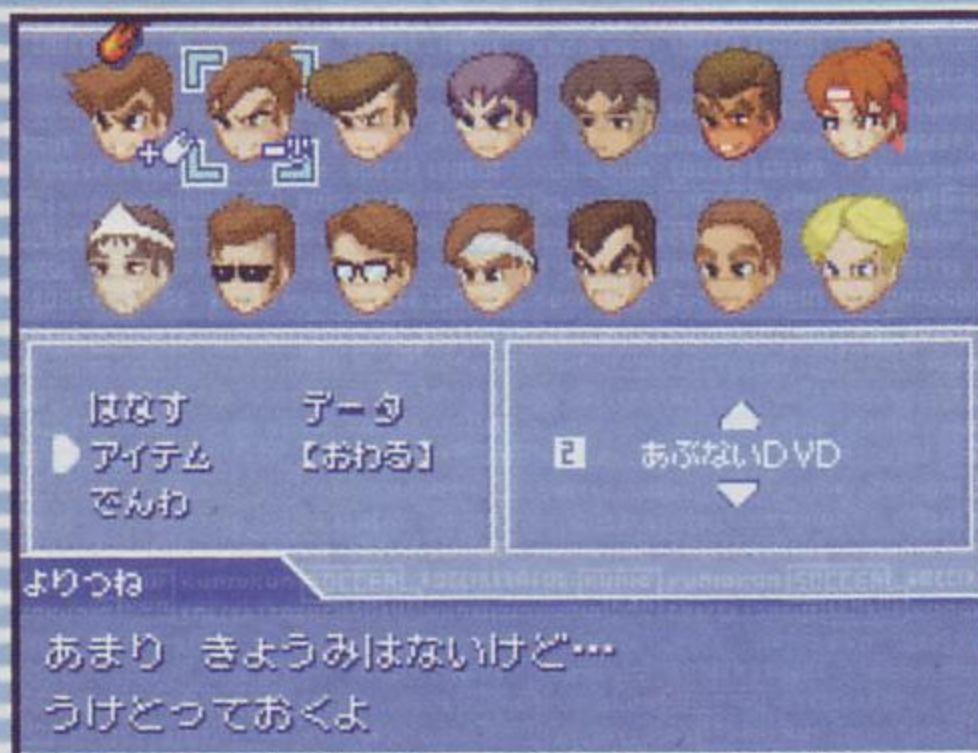 はなす データ
アイテム 【おわる】
でんわ
2 あぶないDVD
よりつね
あまり きょうみはないけど…
うけとっておくよ